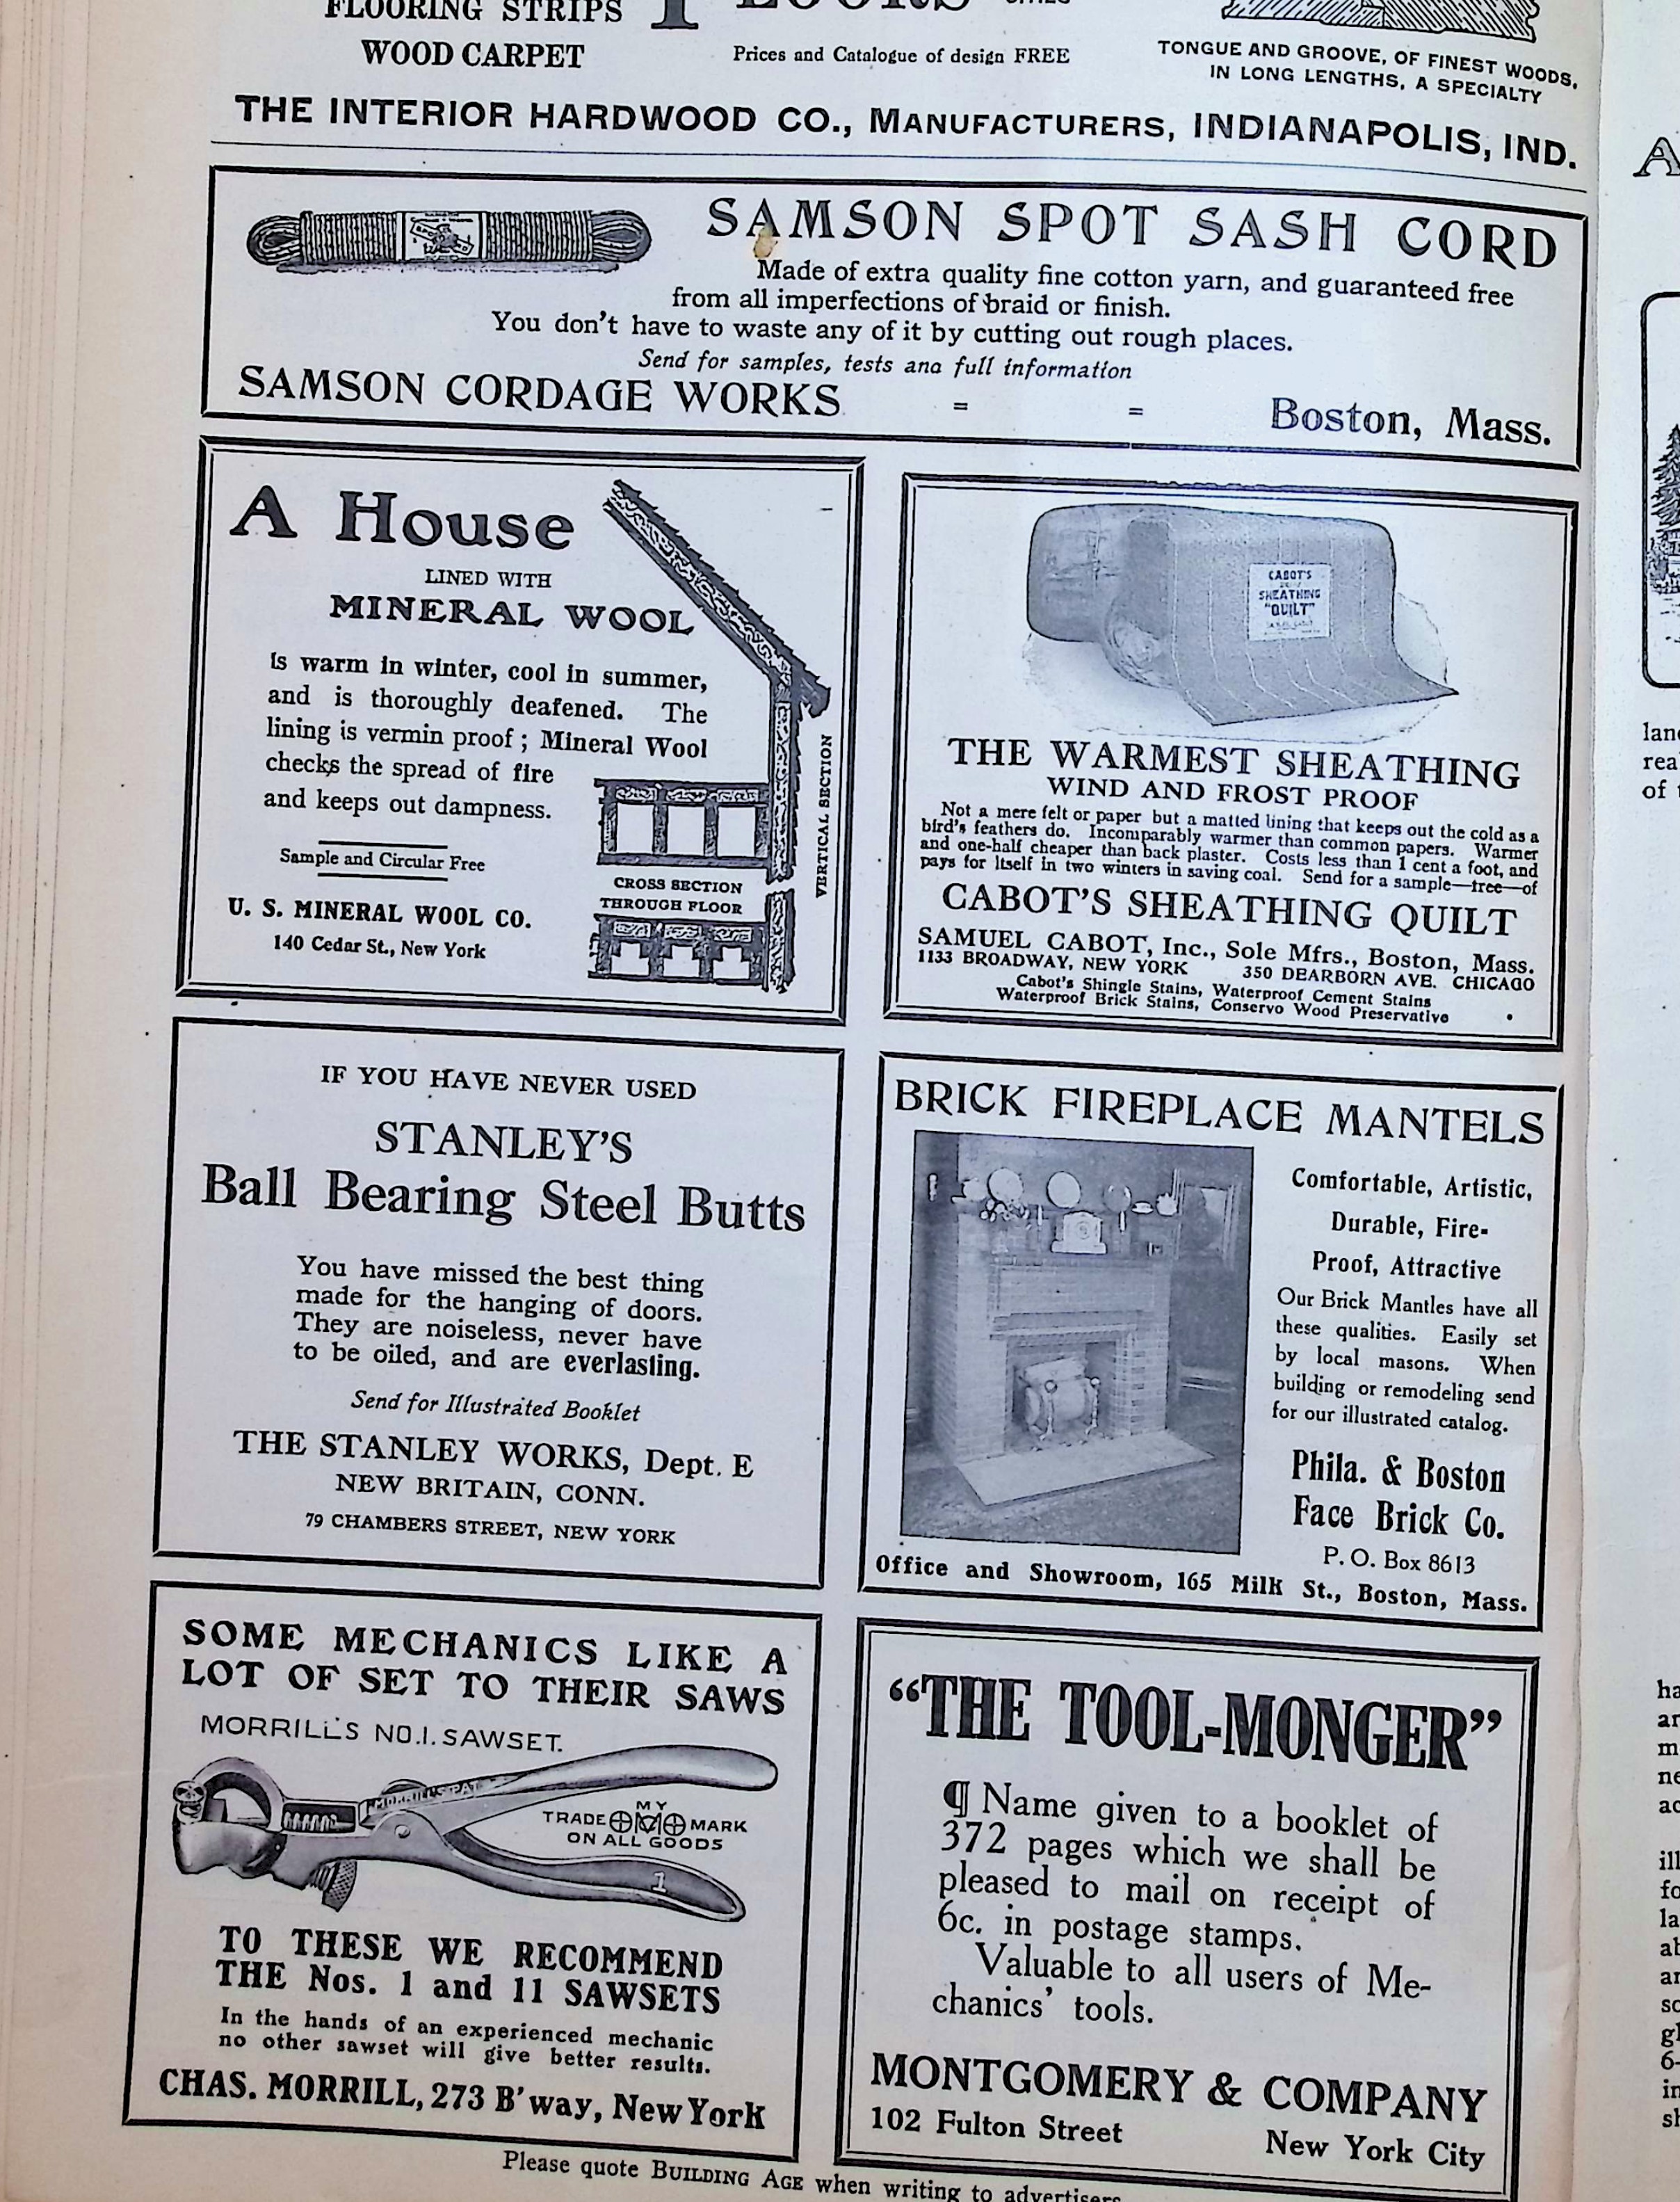 FLOORING STRIPS
WOOD CARPET
Prices and Catalogue of design FREE
TONGUE AND GROOVE, OF FINEST WOODS,
IN LONG LENGTHS, A SPECIALTY
THE INTERIOR HARDWOOD CO., MANUFACTURERS, INDIANAPOLIS, IND.
SAMSON SPOT SASH CORD
Made of extra quality fine cotton yarn, and guaranteed free
from all imperfections of braid or finish.
You don't have to waste any of it by cutting out rough places.
Send for samples, tests and full information
SAMSON CORDAGE WORKS = = Boston, Mass.
A House
LINED WITH
MINERAL WOOL
Is warm in winter, cool in summer,
and is thoroughly deafened. The
lining is vermin proof; Mineral Wool
checks the spread of fire
and keeps out dampness.
Sample and Circular Free
U. S. MINERAL WOOL CO.
140 Cedar St., New York
VERTICAL SECTION
CROSS SECTION
THROUGH FLOOR
CABOT'S
SHEATHING
"QUILT"
THE WARMEST SHEATHING
WIND AND FROST PROOF
Not a mere felt or paper but a matted lining that keeps out the cold as a
bird's feathers do. Incomparably warmer than common papers. Warmer
and one-half cheaper than back plaster. Costs less than 1 cent a foot, and
pays for itself in two winters in saving coal. Send for a sample—free—of
CABOT'S SHEATHING QUILT
SAMUEL CABOT, Inc., Sole Mfrs., Boston, Mass.
1133 BROADWAY, NEW YORK 350 DEARBORN AVE. CHICAGO
Cabot's Shingle Stains, Waterproof Cement Stains
Waterproof Brick Stains, Conservo Wood Preservative
IF YOU HAVE NEVER USED
STANLEY'S
Ball Bearing Steel Butts
You have missed the best thing
made for the hanging of doors.
They are noiseless, never have
to be oiled, and are everlasting.
Send for Illustrated Booklet
THE STANLEY WORKS, Dept. E
NEW BRITAIN, CONN.
79 CHAMBERS STREET, NEW YORK
BRICK FIREPLACE MANTELS
Comfortable, Artistic,
Durable, Fire-
Proof, Attractive
Our Brick Mantles have all
these qualities. Easily set
by local masons. When
building or remodeling send
for our illustrated catalog.
Phila. & Boston
Face Brick Co.
P. O. Box 8613
Office and Showroom, 165 Milk St., Boston, Mass.
SOME MECHANICS LIKE A
LOT OF SET TO THEIR SAWS
MORRILL'S NO.1. SAWSET.
MORRILL'S PAT
MY
TRADE MARK
ON ALL GOODS
1
TO THESE WE RECOMMEND
THE Nos. 1 and 11 SAWSETS
In the hands of an experienced mechanic
no other sawset will give better results.
CHAS. MORRILL, 273 B'way, New York
"THE TOOL-MONGER"
¶ Name given to a booklet of
372 pages which we shall be
pleased to mail on receipt of
6c. in postage stamps.
Valuable to all users of Me-
chanics' tools.
MONTGOMERY & COMPANY
102 Fulton Street
New York City
Please quote BUILDING AGE when writing to advertisers